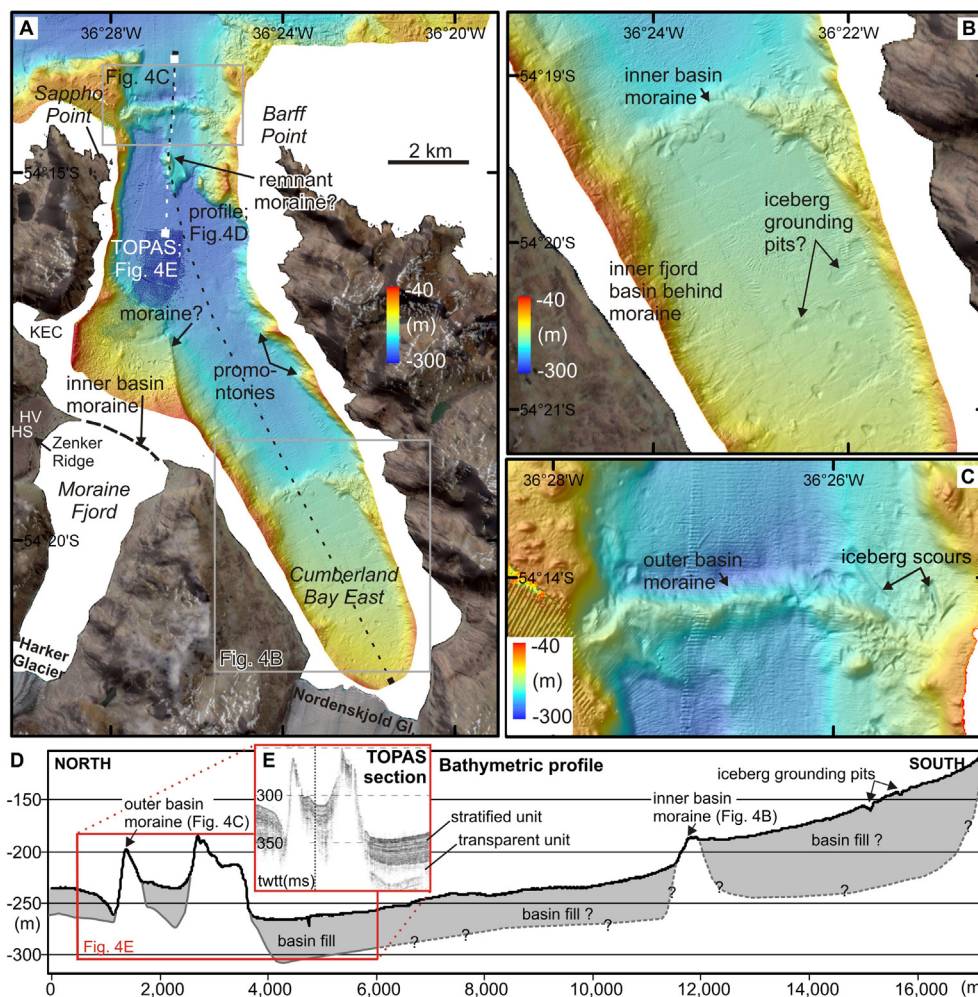 A
36°28'W
36°24'W
36°20'W
Fig. 4C
Sappho
Point
Barff
Point
2 km
54°15'S
remnant
moraine?
profile;
Fig.4D
TOPAS;
Fig. 4E
-40
(m)
-300
moraine?
KEC
promo-
ntories
inner basin
moraine
HV
HS
Zenker
Ridge
Moraine
Fjord
54°20'S
Cumberland
Bay East
Harker
Glacier
Fig. 4B
Nordenskjold Gl.
B
36°24'W
36°22'W
54°19'S
inner basin
moraine
iceberg
grounding
pits?
54°20'S
inner fjord
basin behind
moraine
-40
(m)
-300
54°21'S
C
36°28'W
36°26'W
outer basin
moraine
iceberg scours
54°14'S
-40
(m)
-300
D
NORTH
E
TOPAS
section
Bathymetric profile
SOUTH
iceberg grounding
pits
-150
outer basin
moraine (Fig. 4C)
300
stratified unit
inner basin
moraine (Fig. 4B)
350
transparent unit
twtt(ms)
-200
basin fill ?
-250
(m)
basin fill ?
? ? ? ? ? ? ? ?
basin fill
-300
Fig. 4E
0 2,000 4,000 6,000 8,000 10,000 12,000 14,000 16,000 (m